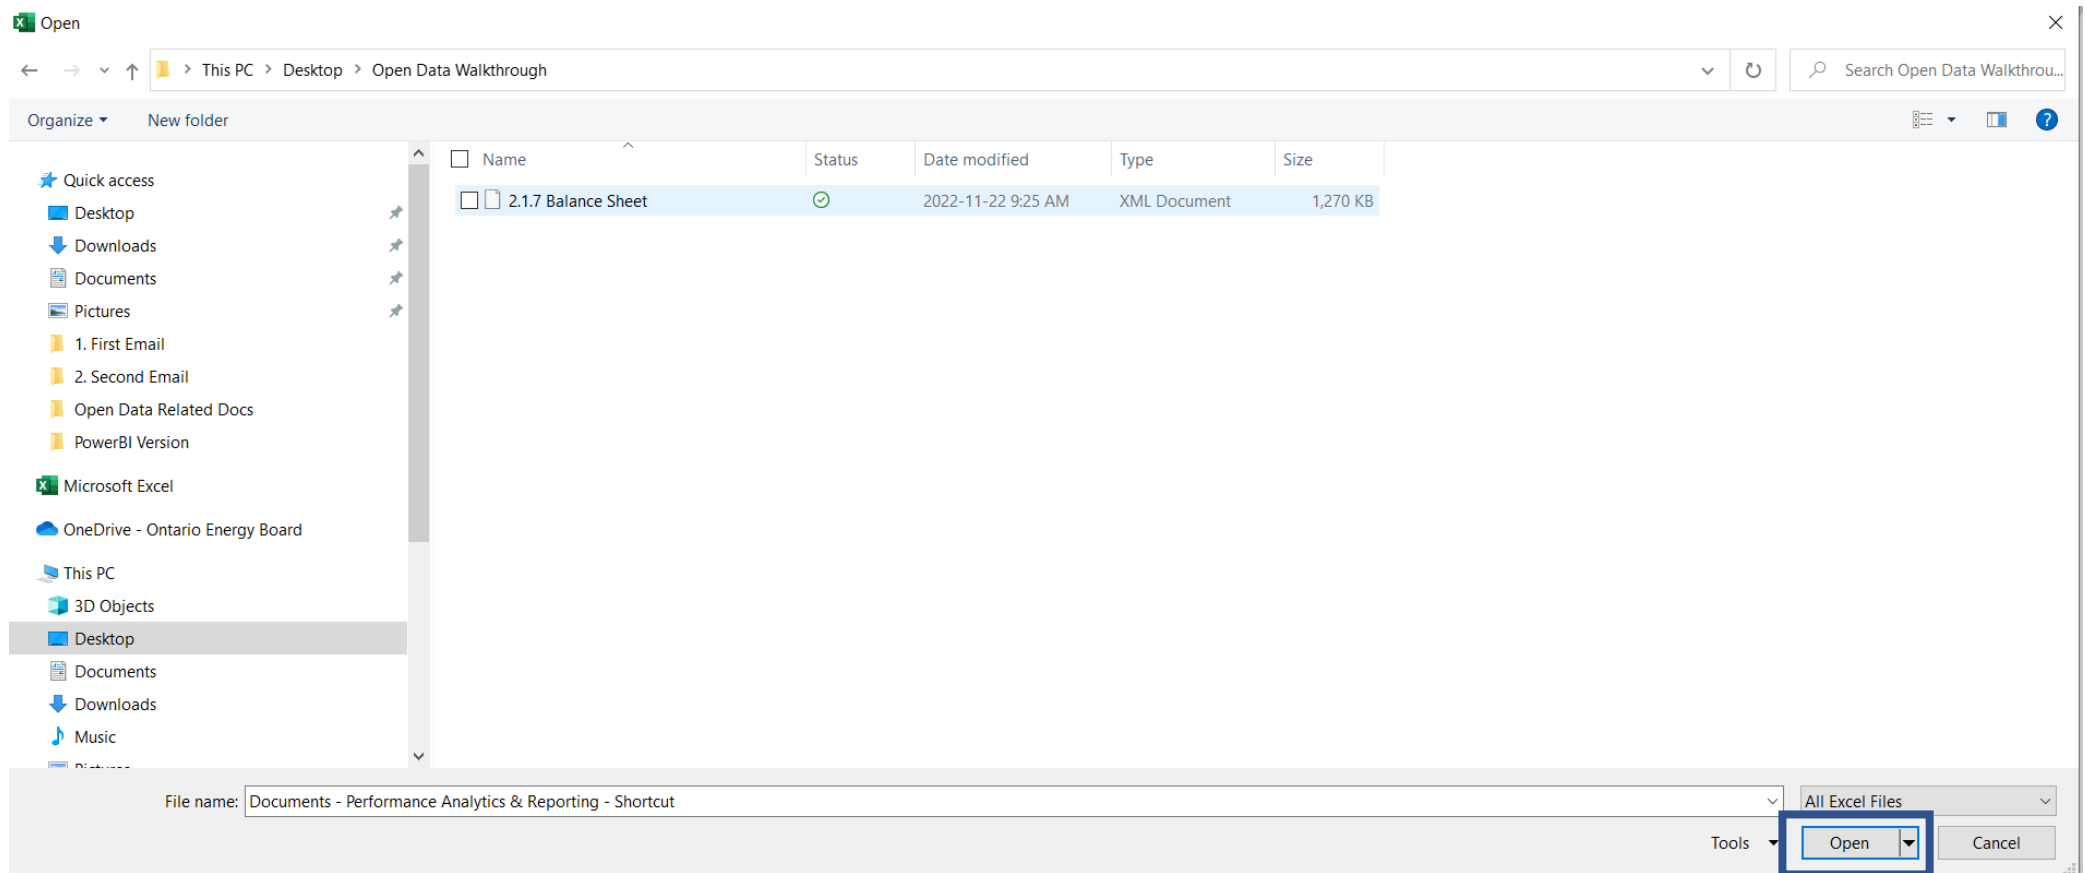 Open
This PC > Desktop > Open Data Walkthrough
Search Open Data Walkthrou...
Organize
New folder
Name
Status
Date modified
Type
Size
2.1.7 Balance Sheet
2022-11-22 9:25 AM
XML Document
1,270 KB
Quick access
Desktop
Downloads
Documents
Pictures
1. First Email
2. Second Email
Open Data Related Docs
PowerBI Version
Microsoft Excel
OneDrive - Ontario Energy Board
This PC
3D Objects
Desktop
Documents
Downloads
Music
Pictures
File name: Documents - Performance Analytics & Reporting - Shortcut
All Excel Files
Tools
Open
Cancel